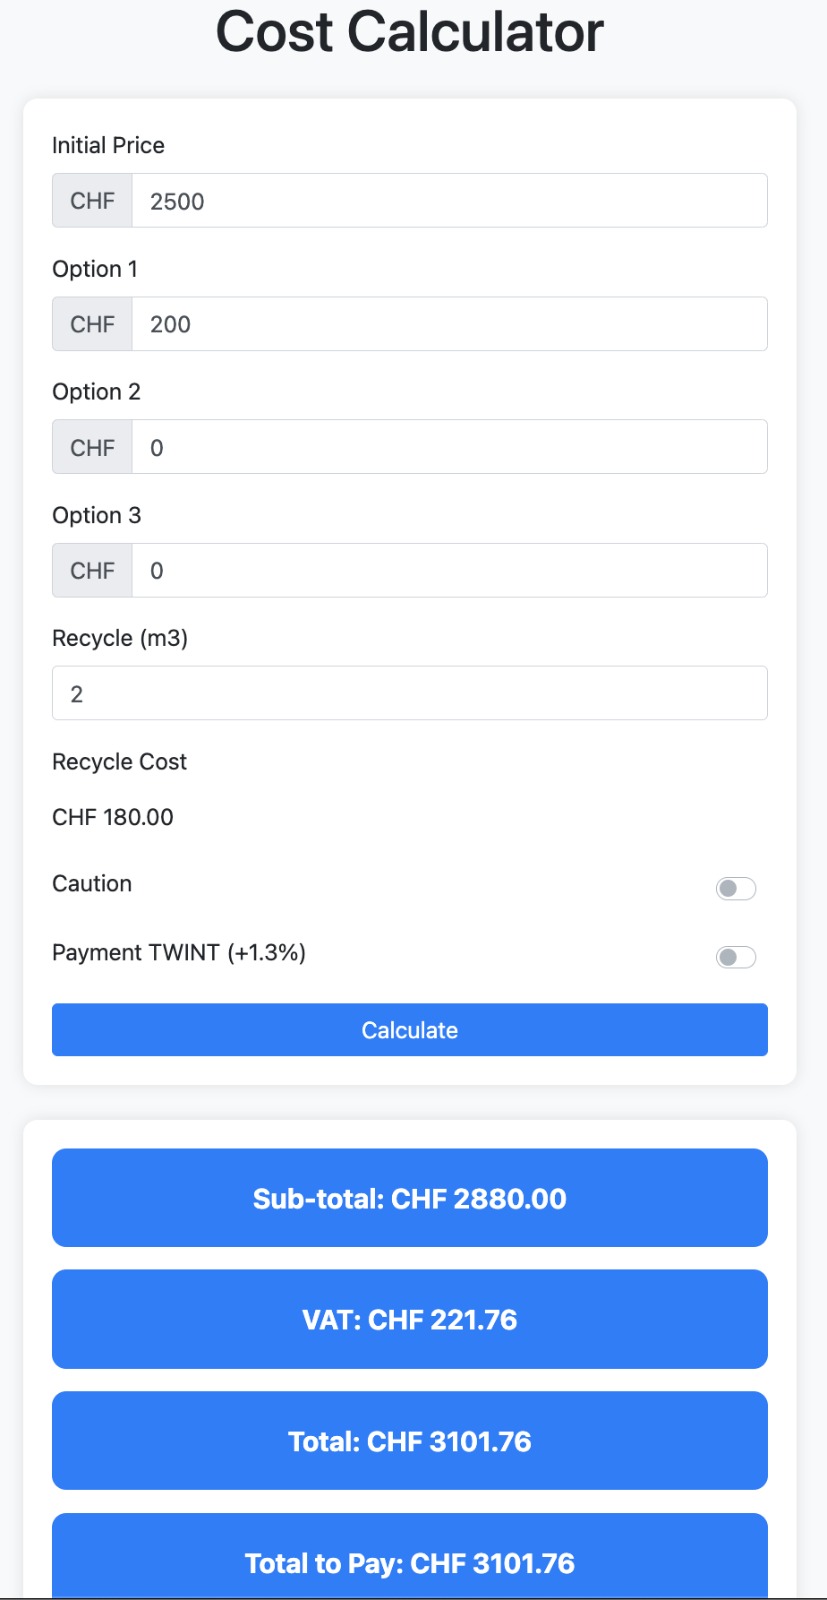 Cost Calculator
Initial Price
CHF 2500
Option 1
CHF 200
Option 2
CHF 0
Option 3
CHF 0
Recycle (m3)
2
Recycle Cost
CHF 180.00
Caution
Payment TWINT (+1.3%)
Calculate
Sub-total: CHF 2880.00
VAT: CHF 221.76
Total: CHF 3101.76
Total to Pay: CHF 3101.76